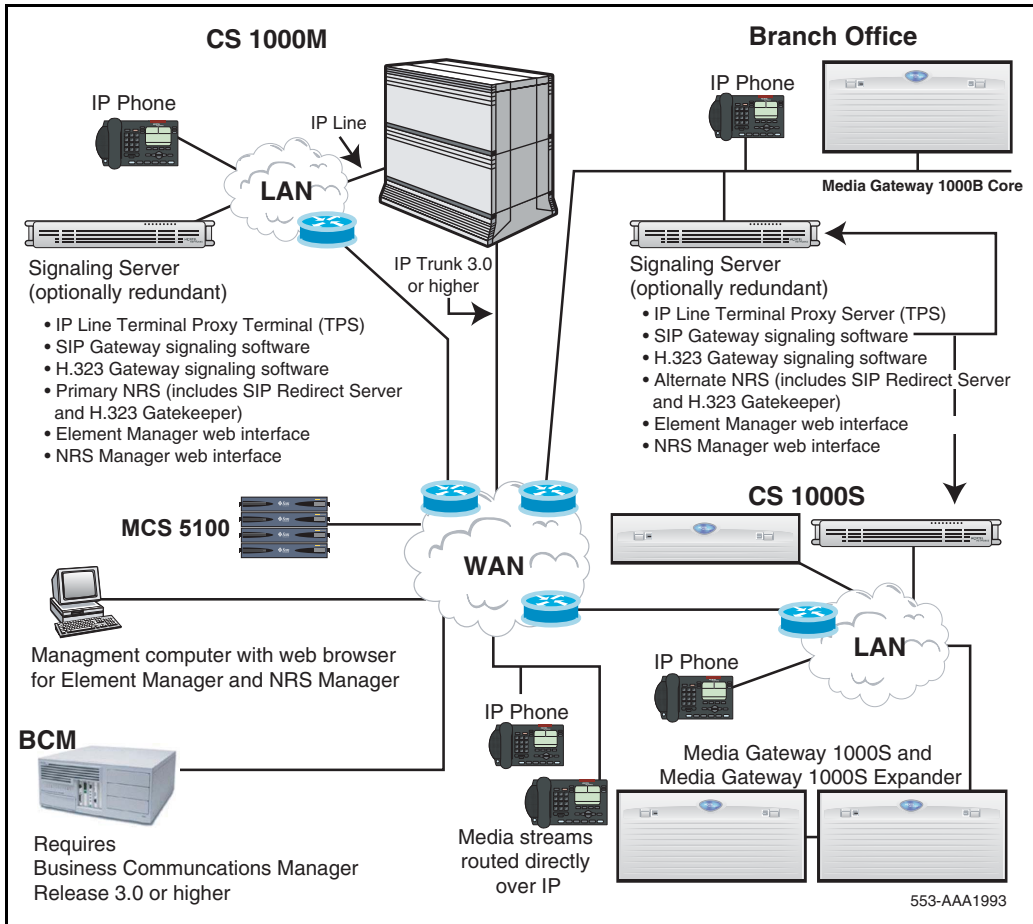 CS 1000M
IP Phone
IP Line
LAN
Signaling Server
(optionally redundant)
• IP Line Terminal Proxy Terminal (TPS)
• SIP Gateway signaling software
• H.323 Gateway signaling software
• Primary NRS (includes SIP Redirect Server
and H.323 Gatekeeper)
• Element Manager web interface
• NRS Manager web interface
IP Trunk 3.0
or higher
Branch Office
IP Phone
Media Gateway 1000B Core
Signaling Server
(optionally redundant)
• IP Line Terminal Proxy Server (TPS)
• SIP Gateway signaling software
• H.323 Gateway signaling software
• Alternate NRS (includes SIP Redirect Server
and H.323 Gatekeeper)
• Element Manager web interface
• NRS Manager web interface
MCS 5100
WAN
CS 1000S
LAN
IP Phone
Managment computer with web browser
for Element Manager and NRS Manager
BCM
Requires
Business Communcations Manager
Release 3.0 or higher
IP Phone
Media streams
routed directly
over IP
Media Gateway 1000S and
Media Gateway 1000S Expander
553-AAA1993